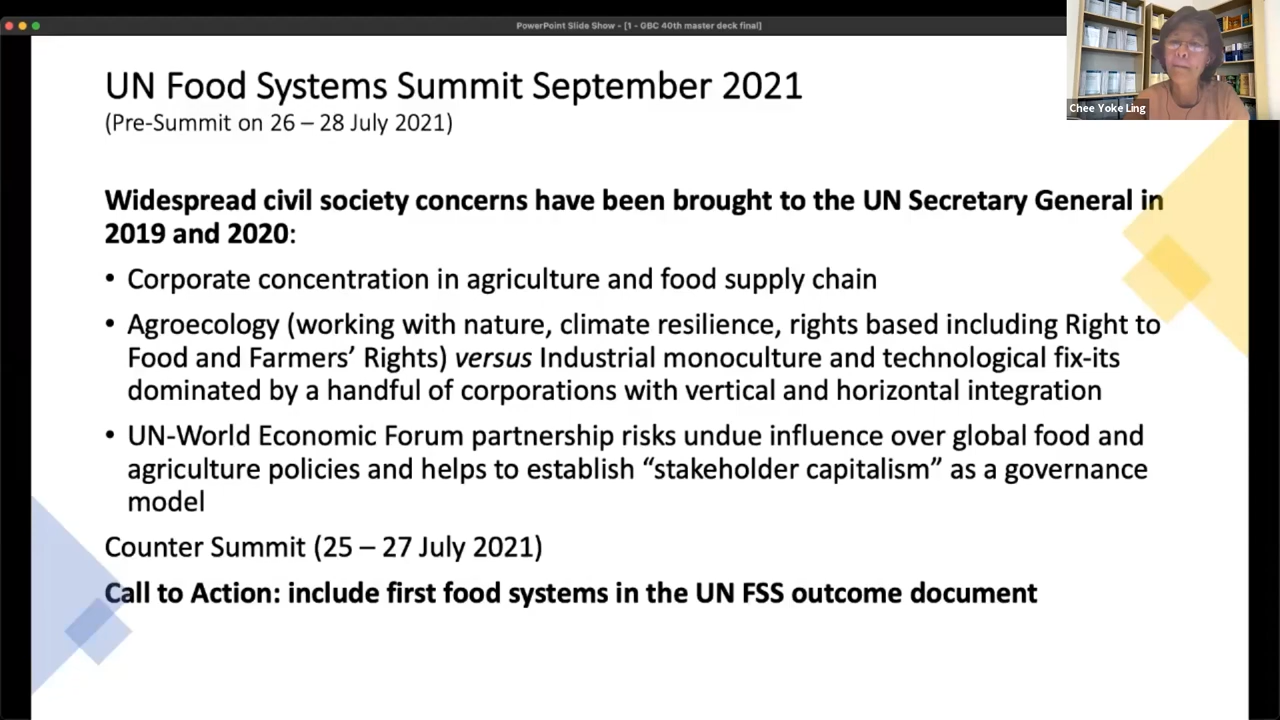 PowerPoint Slide Show - [1 - GBC 40th master deck final]
Chee Yoke Ling
UN Food Systems Summit September 2021
(Pre-Summit on 26 – 28 July 2021)
Widespread civil society concerns have been brought to the UN Secretary General in
2019 and 2020:
• Corporate concentration in agriculture and food supply chain
• Agroecology (working with nature, climate resilience, rights based including Right to
Food and Farmers’ Rights) versus Industrial monoculture and technological fix-its
dominated by a handful of corporations with vertical and horizontal integration
• UN-World Economic Forum partnership risks undue influence over global food and
agriculture policies and helps to establish “stakeholder capitalism” as a governance
model
Counter Summit (25 – 27 July 2021)
Call to Action: include first food systems in the UN FSS outcome document